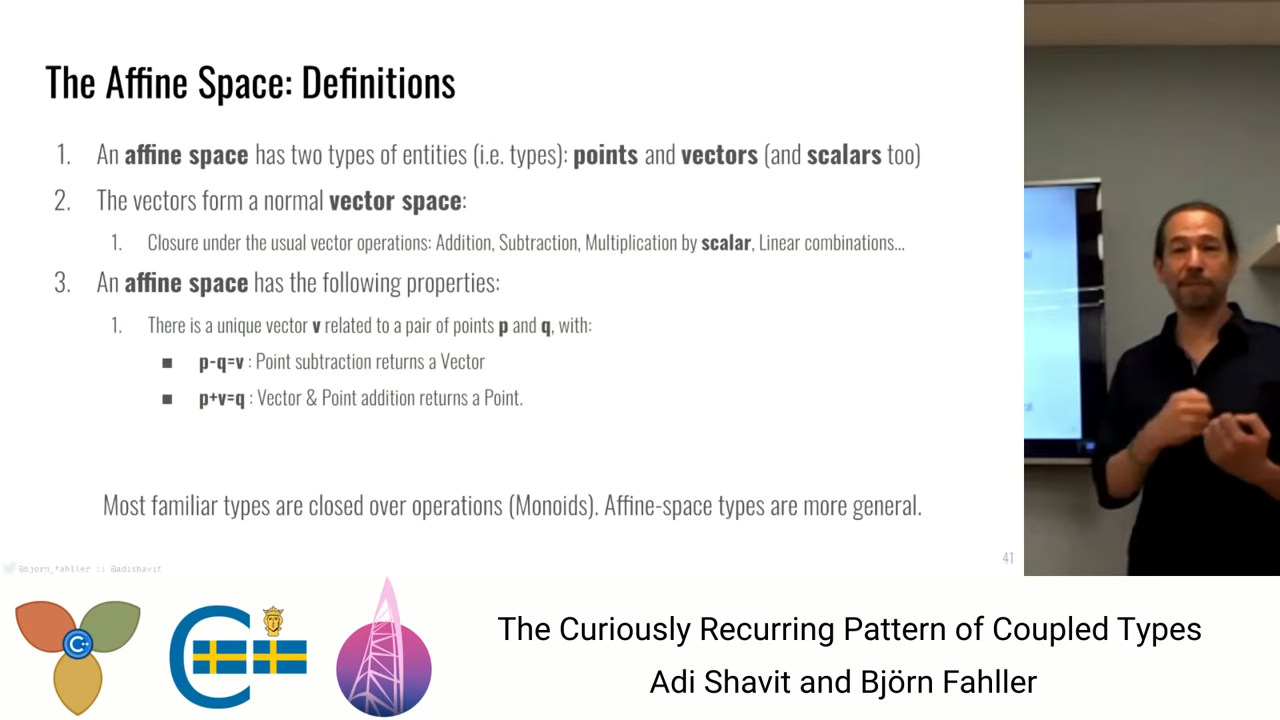 The Affine Space: Definitions
1. An affine space has two types of entities (i.e. types): points and vectors (and scalars too)
2. The vectors form a normal vector space:
1. Closure under the usual vector operations: Addition, Subtraction, Multiplication by scalar, Linear combinations...
3. An affine space has the following properties:
1. There is a unique vector v related to a pair of points p and q, with:
■ p-q=v : Point subtraction returns a Vector
■ p+v=q : Vector & Point addition returns a Point.
Most familiar types are closed over operations (Monoids). Affine-space types are more general.
41
@bjorn_fahller :: @adishavit
C++
The Curiously Recurring Pattern of Coupled Types
Adi Shavit and Björn Fahller